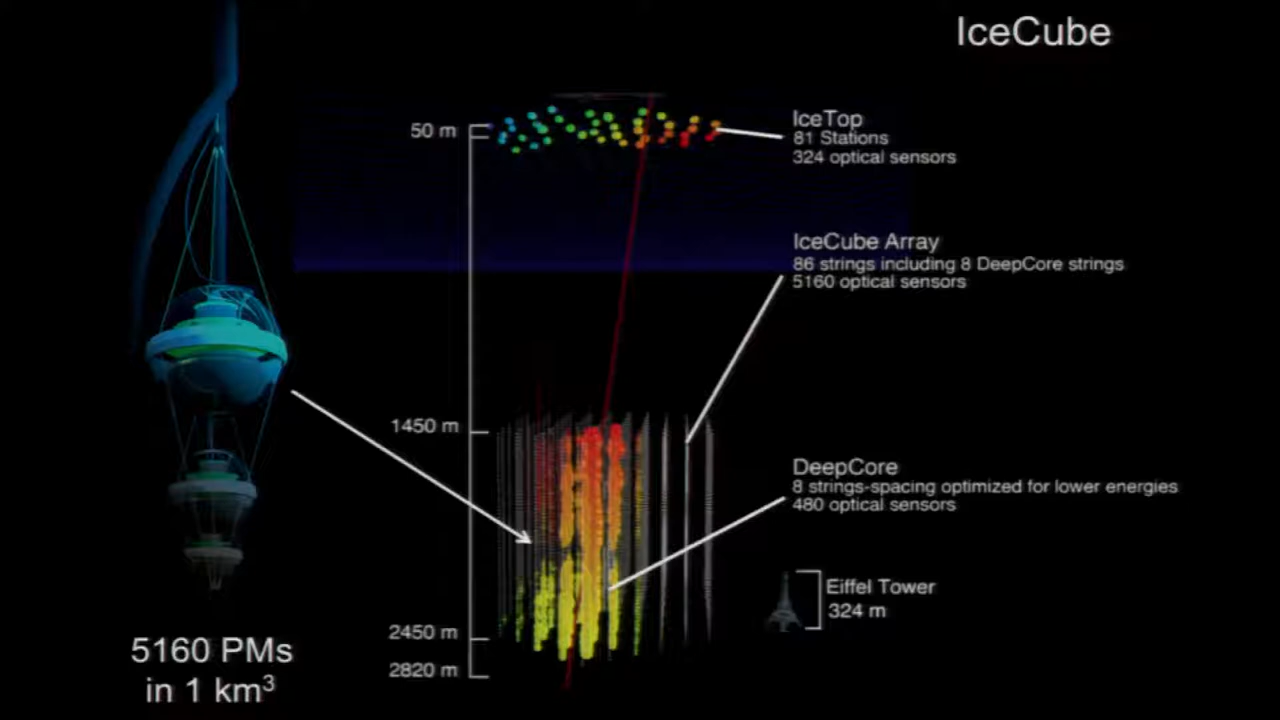 IceCube
50 m
IceTop
81 Stations
324 optical sensors
IceCube Array
86 strings including 8 DeepCore strings
5160 optical sensors
1450 m
DeepCore
8 strings-spacing optimized for lower energies
480 optical sensors
Eiffel Tower
324 m
2450 m
2820 m
5160 PMs
in 1 km³